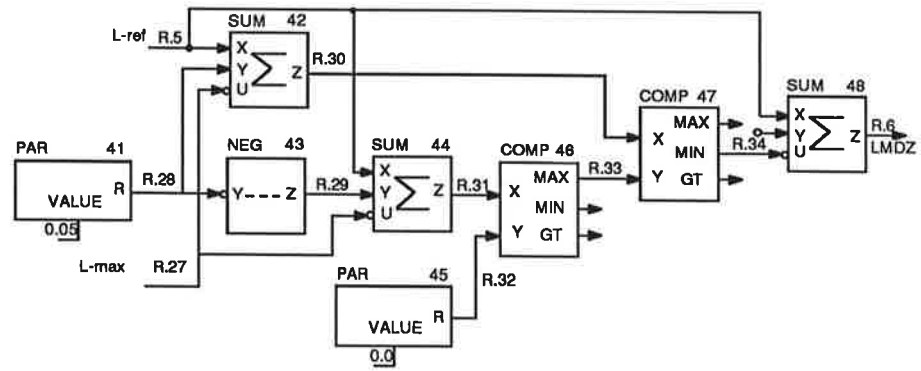 SUM 42
L-ref R.5
X
Y
U
Z
R.30
PAR 41
R
VALUE
0.05
R.28
L-max R.27
NEG 43
Y --- Z
R.29
SUM 44
X
Y
U
Z
R.31
PAR 45
R
VALUE
0.0
R.32
COMP 46
X
Y
MAX
MIN
GT
R.33
COMP 47
X
Y
MAX
MIN
GT
R.34
SUM 48
X
Y
U
Z
R.6
LMDZ